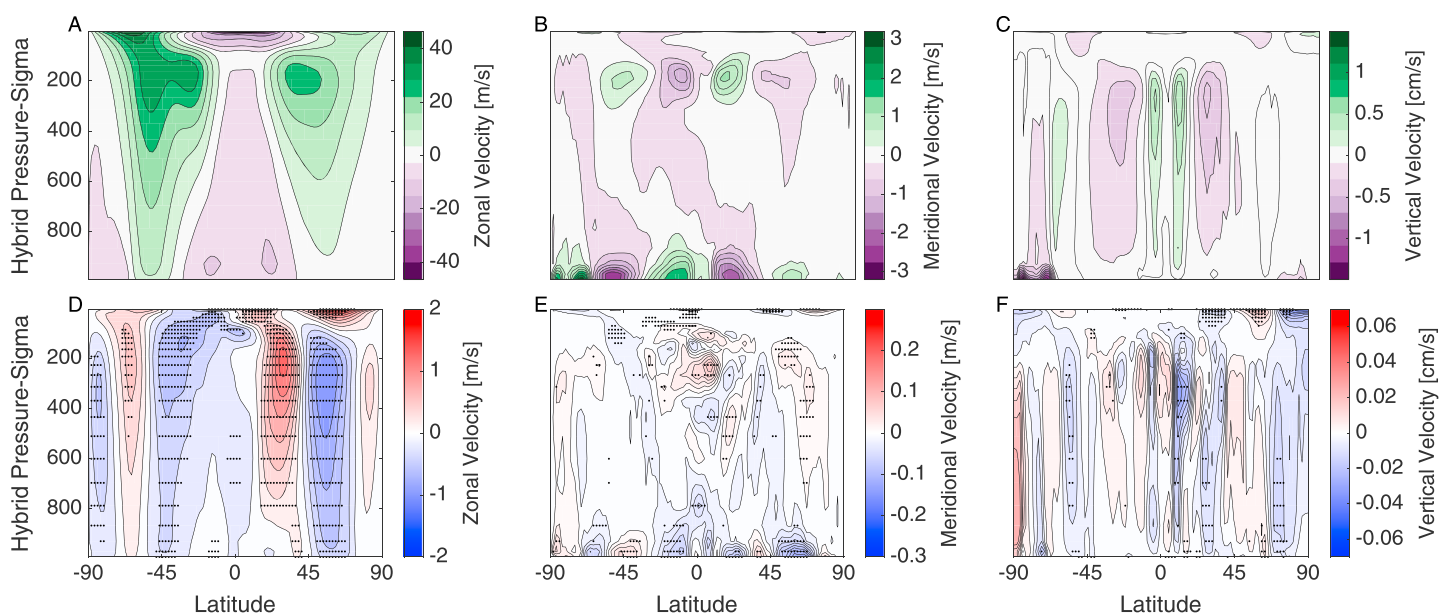 A
B
C
Hybrid Pressure-Sigma
200
400
600
800
40
20
0
-20
-40
Zonal Velocity [m/s]
3
2
1
0
-1
-2
-3
Meridional Velocity [m/s]
1
0.5
0
-0.5
-1
Vertical Velocity [cm/s]
D
E
F
Hybrid Pressure-Sigma
200
400
600
800
-90 -45 0 45 90
Latitude
2
1
0
-1
-2
Zonal Velocity [m/s]
-90 -45 0 45 90
Latitude
0.2
0.1
0
-0.1
-0.2
-0.3
Meridional Velocity [m/s]
-90 -45 0 45 90
Latitude
0.06
0.04
0.02
0
-0.02
-0.04
-0.06
Vertical Velocity [cm/s]